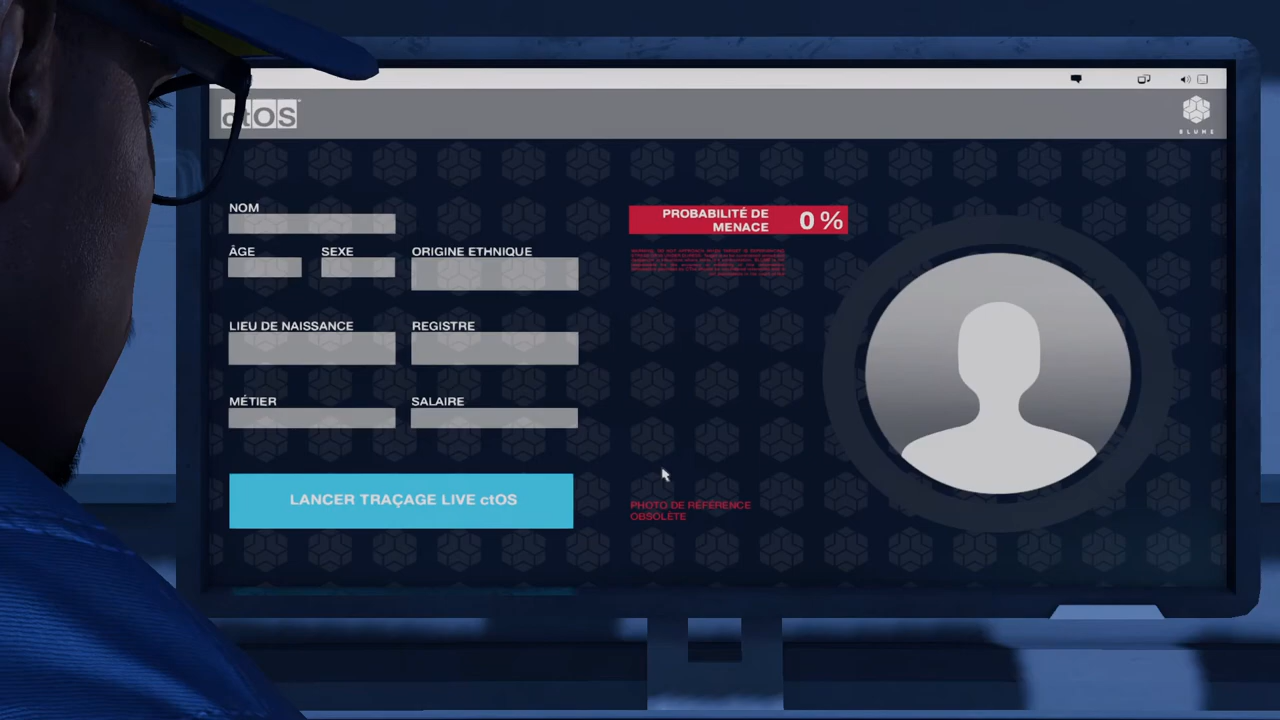 ctOS
BLUME
NOM
ÂGE
SEXE
ORIGINE ETHNIQUE
LIEU DE NAISSANCE
REGISTRE
MÉTIER
SALAIRE
LANCER TRAÇAGE LIVE ctOS
PROBABILITÉ DE
MENACE
0 %
PHOTO DE RÉFÉRENCE
OBSOLÈTE